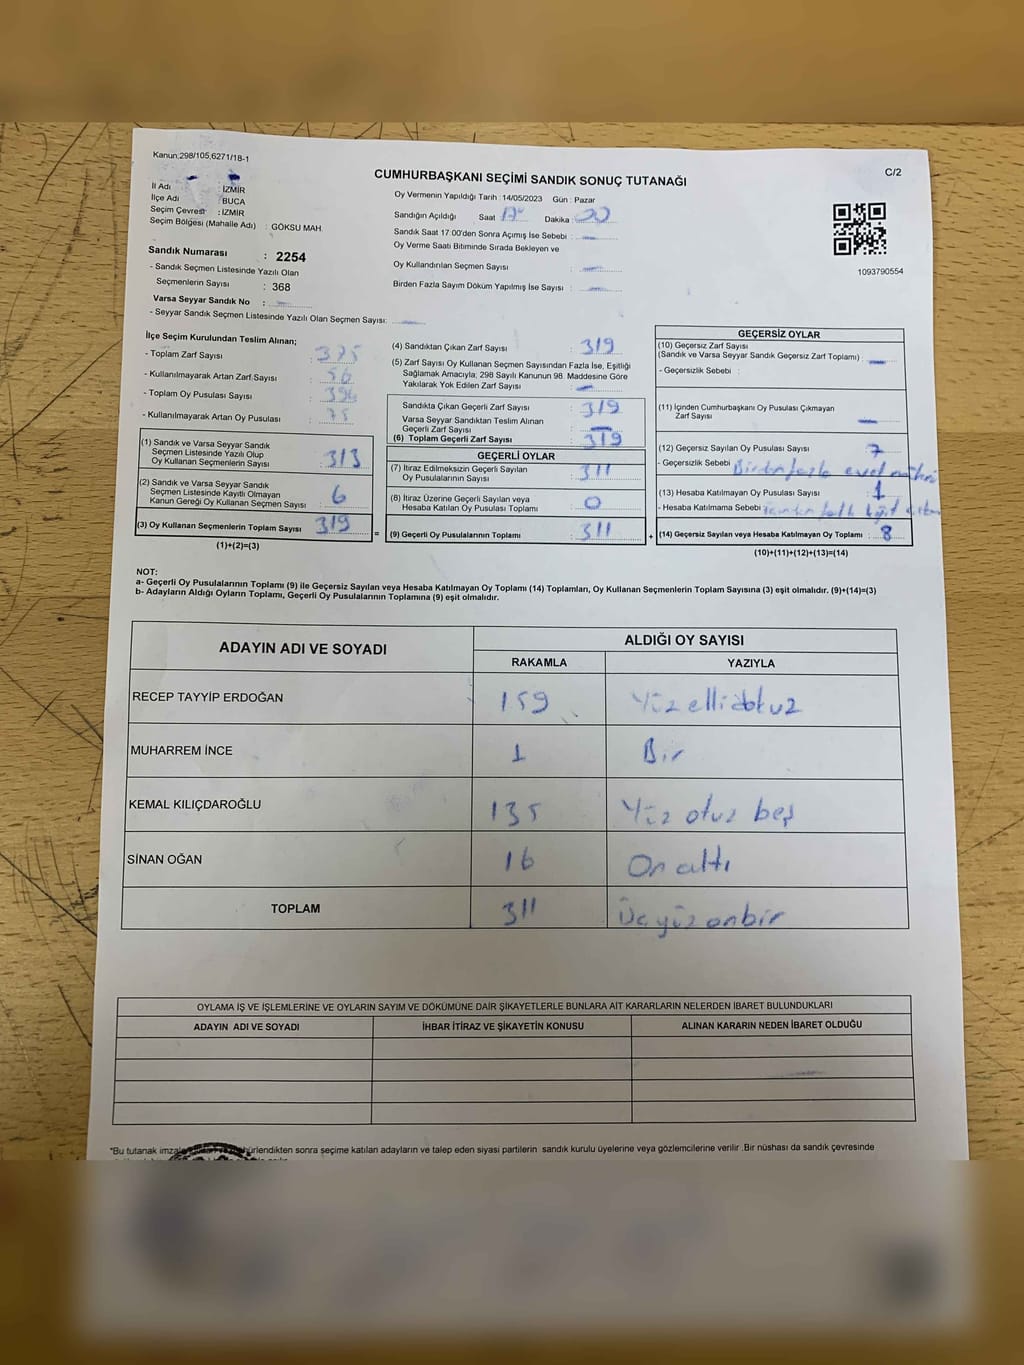 Kanun;298/105,6271/18-1
CUMHURBAŞKANI SEÇİMİ SANDIK SONUÇ TUTANAĞI
C/2
İl Adı : İZMİR
İlçe Adı : BUCA
Seçim Çevresi : İZMİR
Seçim Bölgesi (Mahalle Adı) : GÖKSU MAH.
Sandık Numarası : 2254
- Sandık Seçmen Listesinde Yazılı Olan
Seçmenlerin Sayısı : 368
Varsa Seyyar Sandık No :
- Seyyar Sandık Seçmen Listesinde Yazılı Olan Seçmen Sayısı:
Oy Vermenin Yapıldığı Tarih : 14/05/2023 Gün : Pazar
Sandığın Açıldığı Saat Dakika : 00
Sandık Saat 17.00'den Sonra Açımış İse Sebebi :
Oy Verme Saati Bitiminde Sırada Bekleyen ve
Oy Kullandırılan Seçmen Sayısı :
Birden Fazla Sayım Döküm Yapılmış İse Sayısı :
1093790554
İlçe Seçim Kurulundan Teslim Alınan;
- Toplam Zarf Sayısı : 375
- Kullanılmayarak Artan Zarf Sayısı : 56
- Toplam Oy Pusulası Sayısı :
- Kullanılmayarak Artan Oy Pusulası : 75
(1) Sandık ve Varsa Seyyar Sandık
Seçmen Listesinde Yazılı Olup
Oy Kullanan Seçmenlerin Sayısı : 313
(2) Sandık ve Varsa Seyyar Sandık
Seçmen Listesinde Kayıtlı Olmayan
Kanun Gereği Oy Kullanan Seçmen Sayısı : 6
(3) Oy Kullanan Seçmenlerin Toplam Sayısı : 319
(1)+(2)=(3)
(4) Sandıktan Çıkan Zarf Sayısı : 319
(5) Zarf Sayısı Oy Kullanan Seçmen Sayısından Fazla İse, Eşitliği
Sağlamak Amacıyla; 298 Sayılı Kanunun 98. Maddesine Göre
Yakılarak Yok Edilen Zarf Sayısı :
Sandıkta Çıkan Geçerli Zarf Sayısı : 319
Varsa Seyyar Sandıktan Teslim Alınan
Geçerli Zarf Sayısı :
(6) Toplam Geçerli Zarf Sayısı : 319
GEÇERLİ OYLAR
(7) İtiraz Edilmeksizin Geçerli Sayılan
Oy Pusulalarının Sayısı : 311
(8) İtiraz Üzerine Geçerli Sayılan veya
Hesaba Katılan Oy Pusulası Toplamı : 0
= (9) Geçerli Oy Pusulalarının Toplamı : 311
GEÇERSİZ OYLAR
(10) Geçersiz Zarf Sayısı
(Sandık ve Varsa Seyyar Sandık Geçersiz Zarf Toplamı) :
- Geçersizlik Sebebi :
(11) İçinden Cumhurbaşkanı Oy Pusulası Çıkmayan
Zarf Sayısı :
(12) Geçersiz Sayılan Oy Pusulası Sayısı : 7
- Geçersizlik Sebebi : Birden fazla evet mührü
(13) Hesaba Katılmayan Oy Pusulası Sayısı : 1
- Hesaba Katılmama Sebebi
+ (14) Geçersiz Sayılan veya Hesaba Katılmayan Oy Toplamı : 8
(10)+(11)+(12)+(13)=(14)
NOT:
a- Geçerli Oy Pusulalarının Toplamı (9) ile Geçersiz Sayılan veya Hesaba Katılmayan Oy Toplamı (14) Toplamları, Oy Kullanan Seçmenlerin Toplam Sayısına (3) eşit olmalıdır. (9)+(14)=(3)
b- Adayların Aldığı Oyların Toplamı, Geçerli Oy Pusulalarının Toplamına (9) eşit olmalıdır.
ADAYIN ADI VE SOYADI
ALDIĞI OY SAYISI
RAKAMLA YAZIYLA
RECEP TAYYİP ERDOĞAN 159 Yüz ellidokuz
MUHARREM İNCE 1 Bir
KEMAL KILIÇDAROĞLU 135 Yüz otuz beş
SİNAN OĞAN 16 On altı
TOPLAM 311 Üçyüz onbir
OYLAMA İŞ VE İŞLEMLERİNE VE OYLARIN SAYIM VE DÖKÜMÜNE DAİR ŞİKAYETLERLE BUNLARA AİT KARARLARIN NELERDEN İBARET BULUNDUKLARI
ADAYIN ADI VE SOYADI İHBAR İTİRAZ VE ŞİKAYETİN KONUSU ALINAN KARARIN NEDEN İBARET OLDUĞU
"Bu tutanak sonra seçime katılan adayların ve talep eden siyasi partilerin sandık kurulu üyelerine veya gözlemcilerine verilir .Bir nüshası da sandık çevresinde